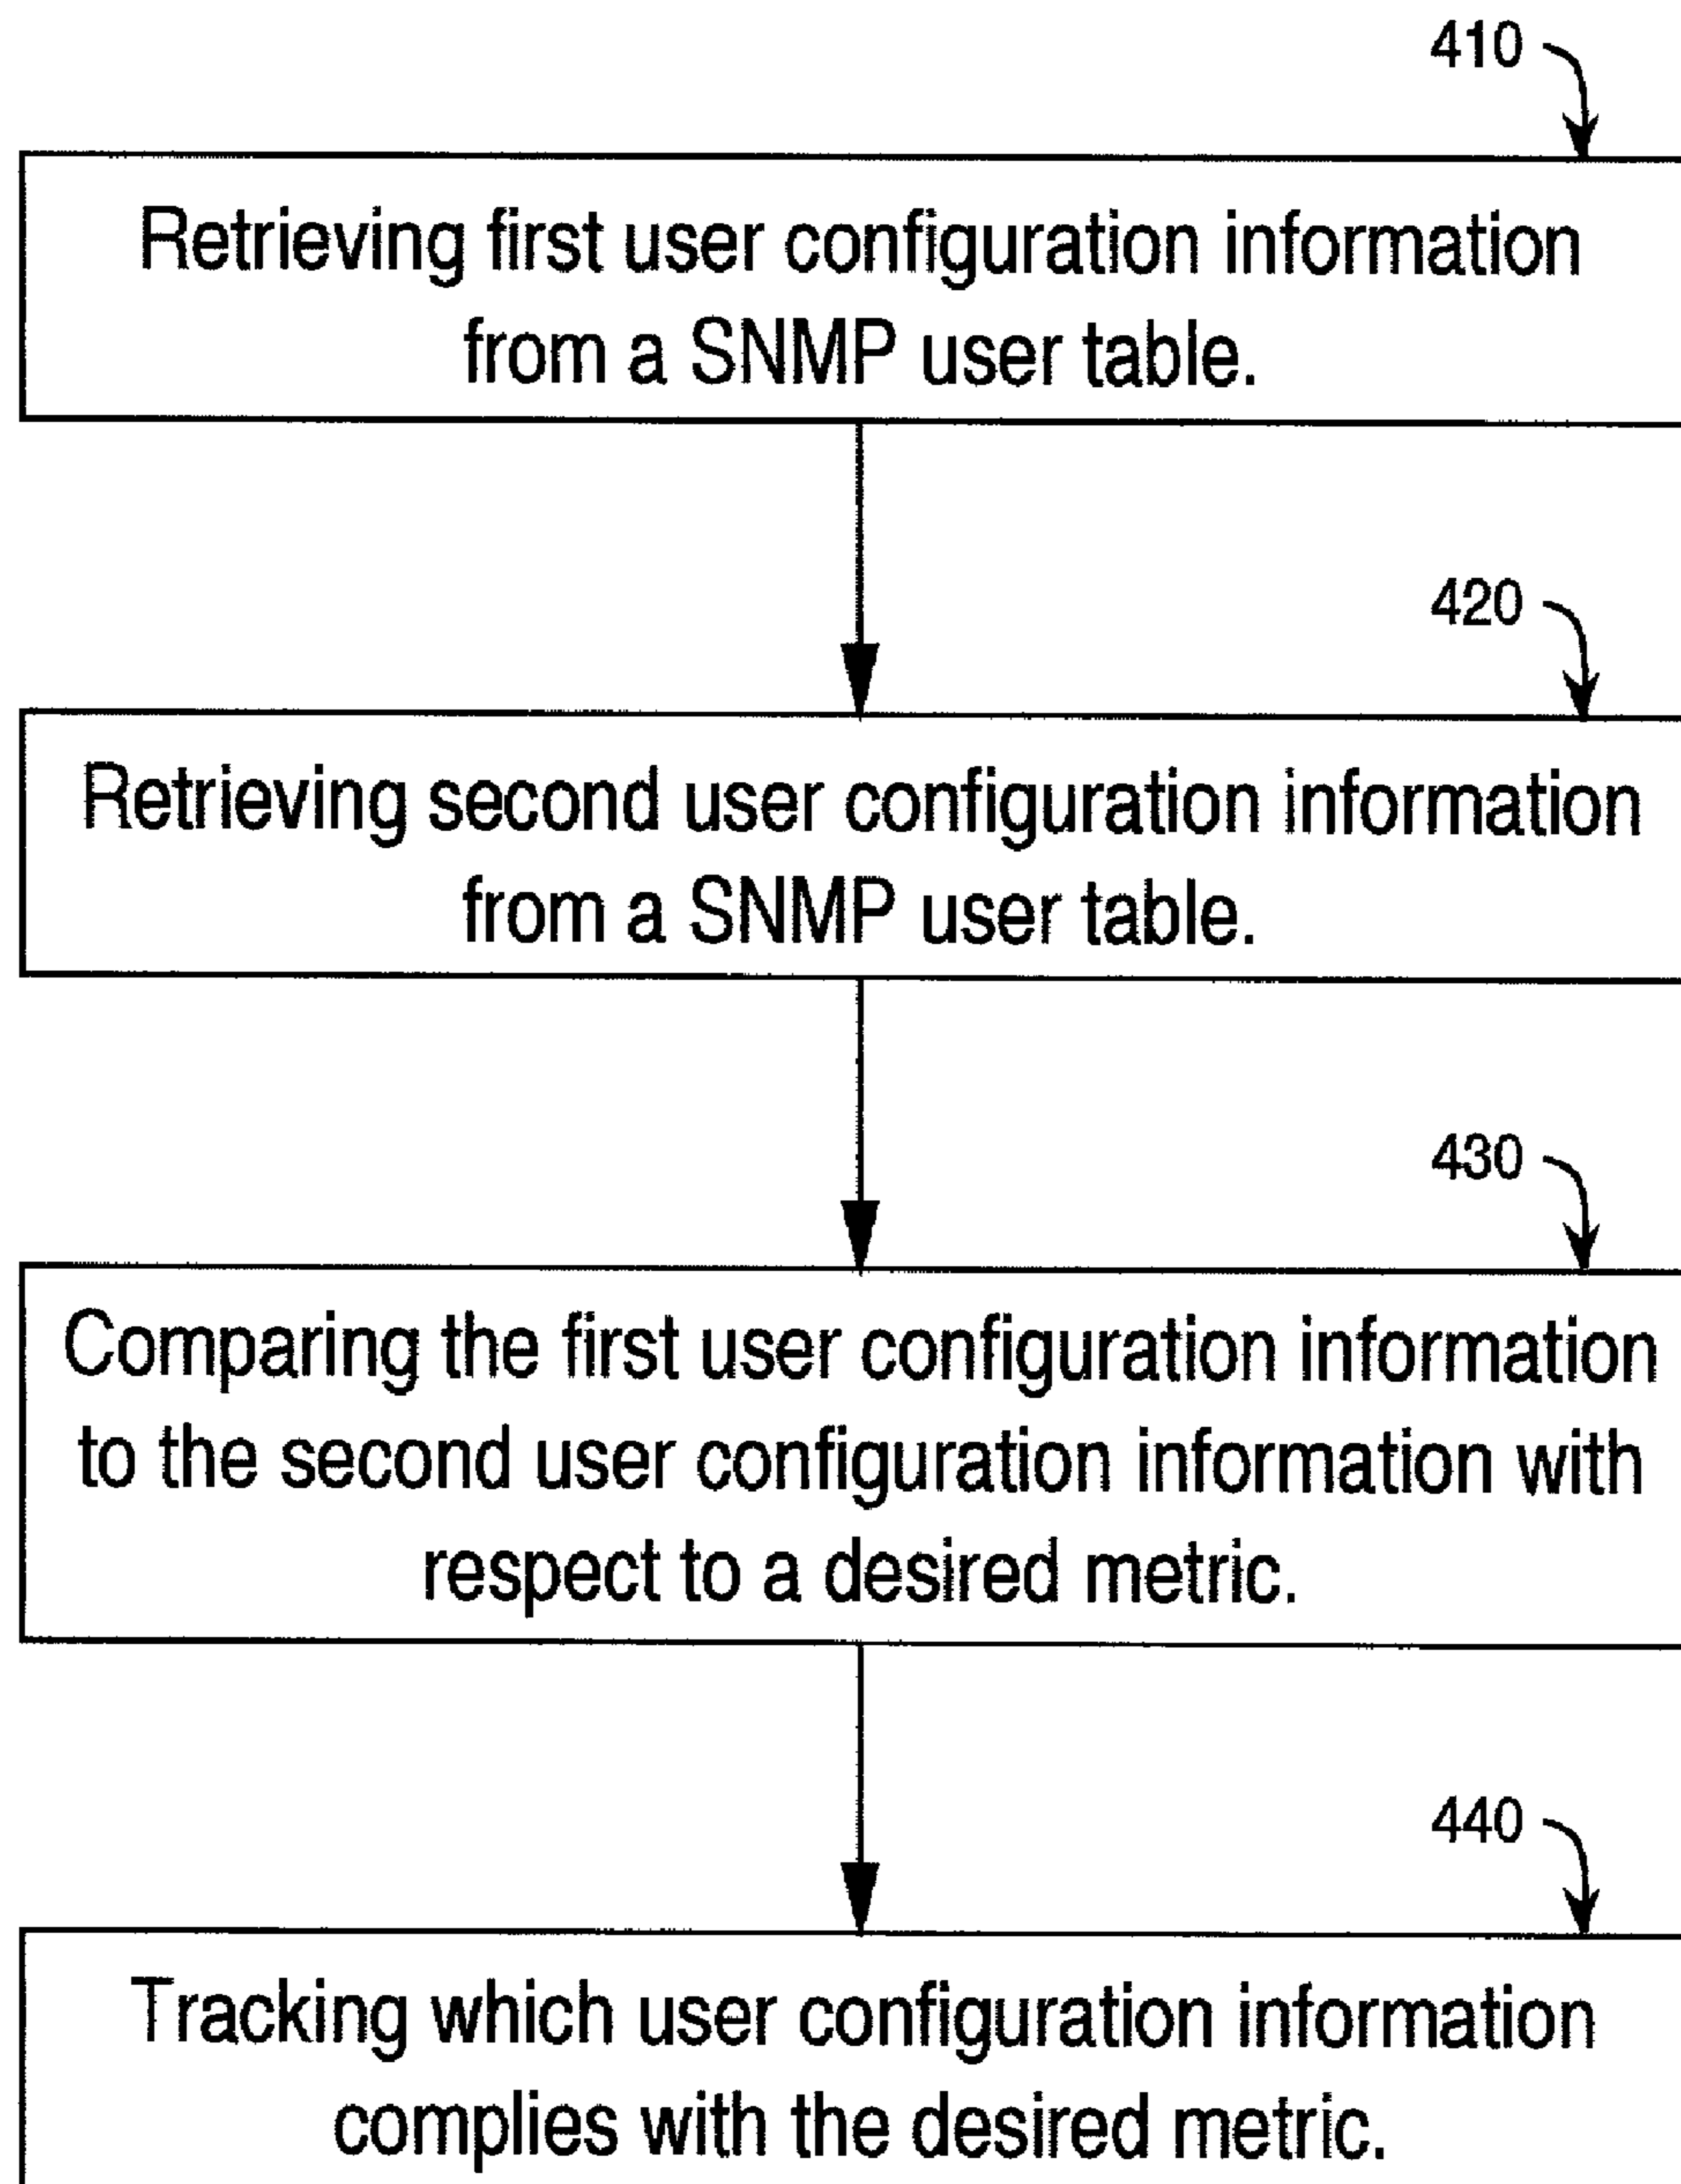 410
Retrieving first user configuration information
from a SNMP user table.
420
Retrieving second user configuration information
from a SNMP user table.
430
Comparing the first user configuration information
to the second user configuration information with
respect to a desired metric.
440
Tracking which user configuration information
complies with the desired metric.